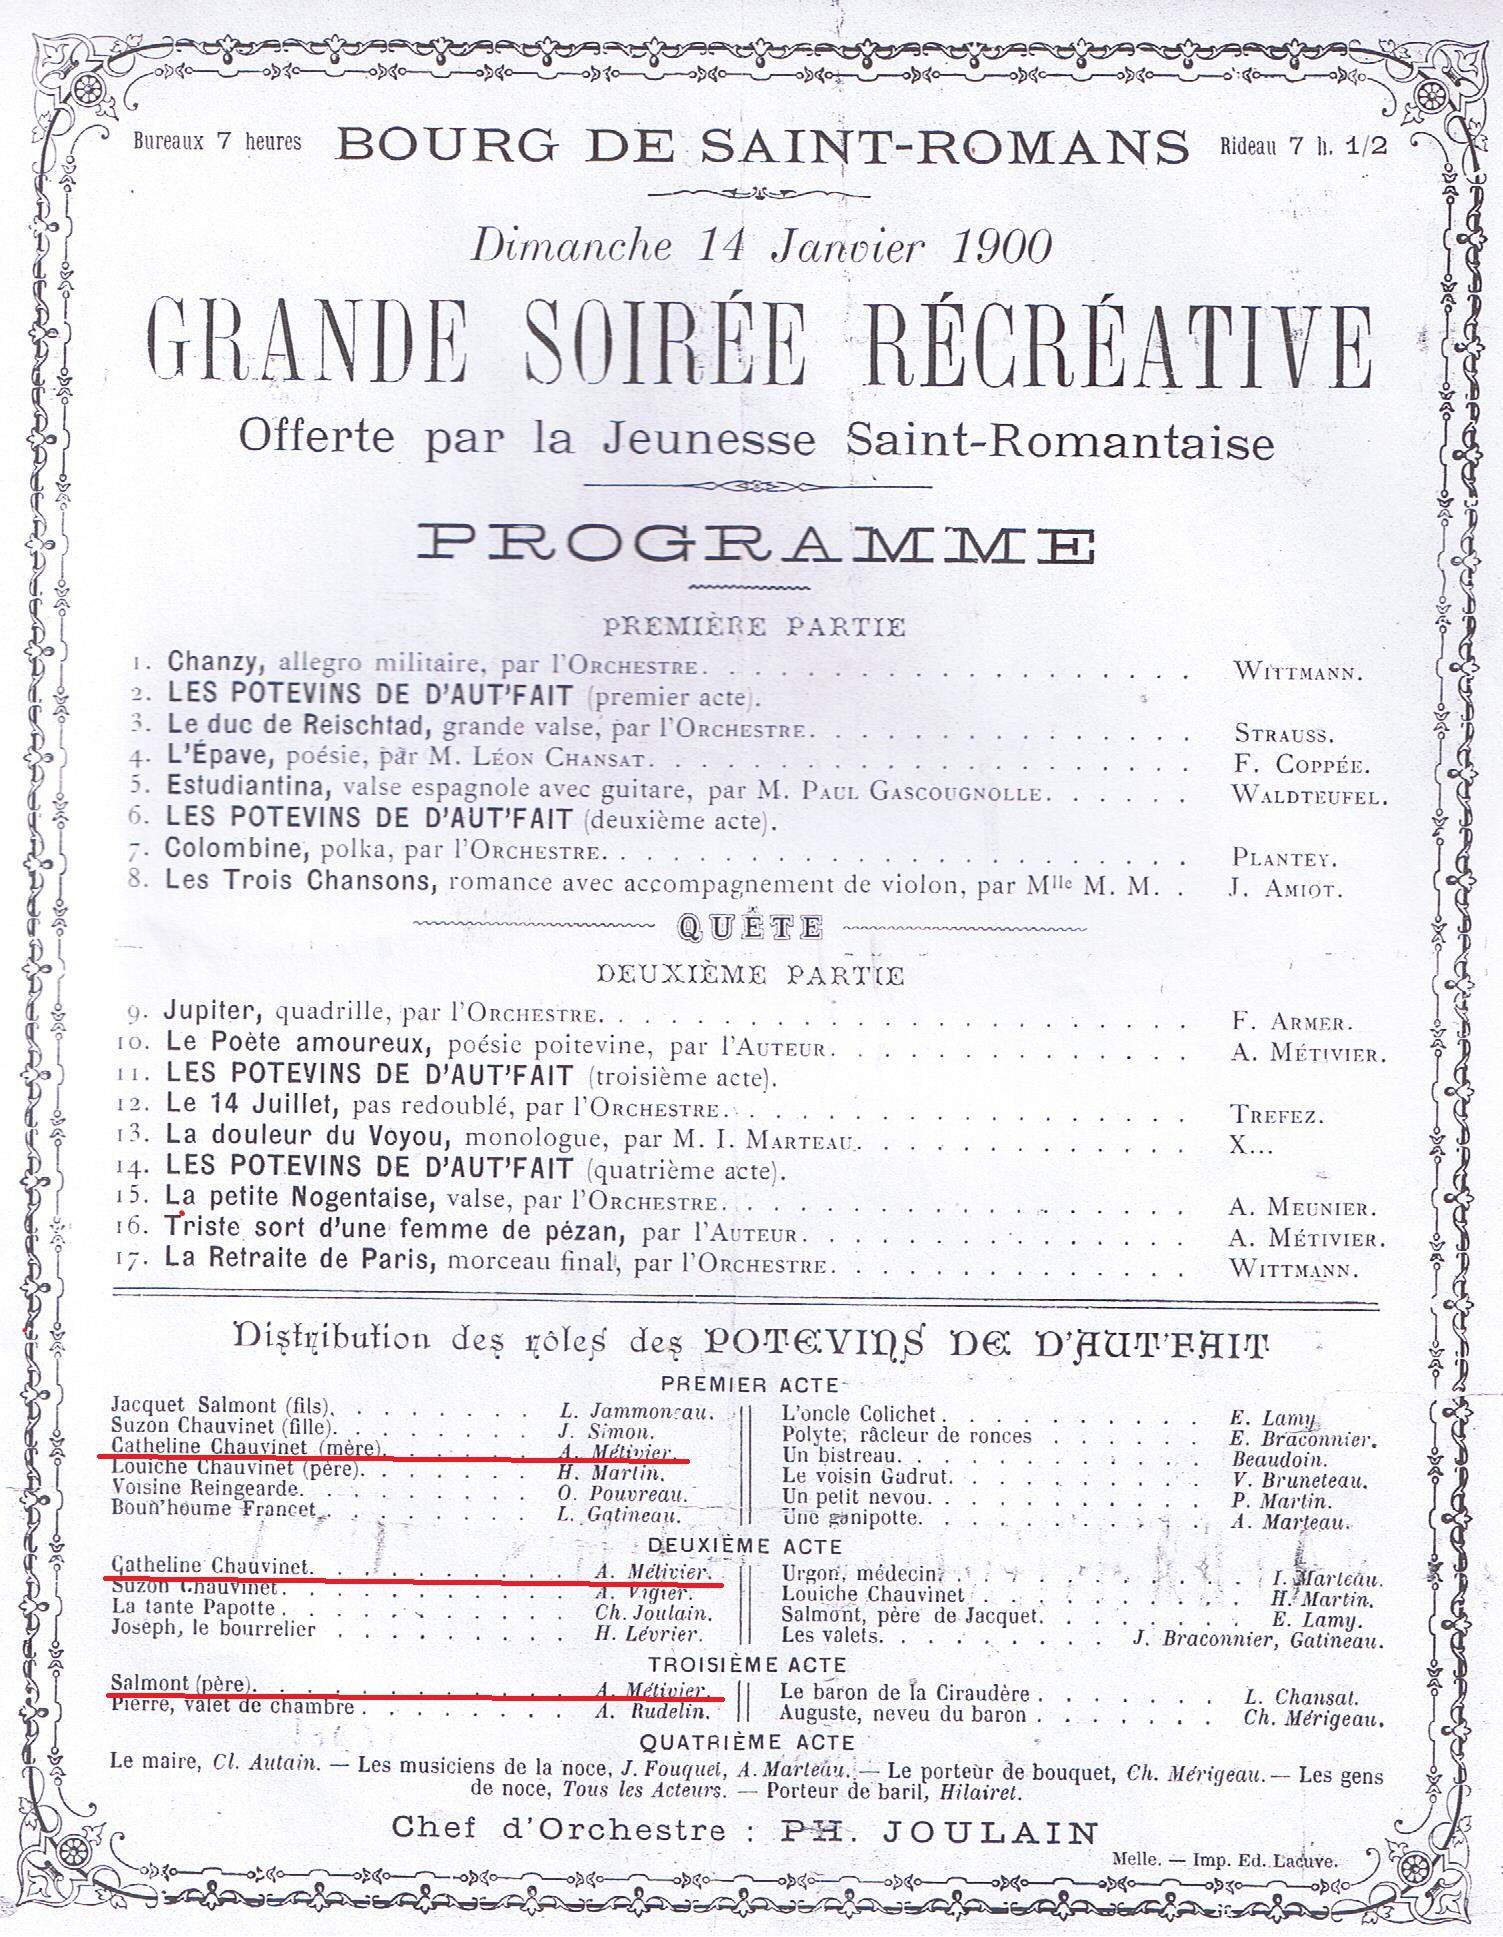 Bureaux 7 heures BOURG DE SAINT-ROMANS Rideau 7 h. 1/2
Dimanche 14 Janvier 1900
GRANDE SOIRÉE RÉCRÉATIVE
Offerte par la Jeunesse Saint-Romantaise
PROGRAMME
PREMIÈRE PARTIE
1. Chanzy, allegro militaire, par l'ORCHESTRE. WITTMANN.
2. LES POTEVINS DE D'AUT'FAIT (premier acte).
3. Le duc de Reischtad, grande valse, par l'ORCHESTRE. STRAUSS.
4. L'Épave, poésie, par M. LÉON CHANSAT. F. COPPÉE.
5. Estudiantina, valse espagnole avec guitare, par M. PAUL GASCOUGNOLLE. WALDTEUFEL.
6. LES POTEVINS DE D'AUT'FAIT (deuxième acte).
7. Colombine, polka, par l'ORCHESTRE. PLANTEY.
8. Les Trois Chansons, romance avec accompagnement de violon, par Mlle M. M. J. AMIOT.
QUÊTE
DEUXIÈME PARTIE
9. Jupiter, quadrille, par l'ORCHESTRE. F. ARMER.
10. Le Poète amoureux, poésie poitevine, par l'AUTEUR. A. MÉTIVIER.
11. LES POTEVINS DE D'AUT'FAIT (troisième acte).
12. Le 14 Juillet, pas redoublé, par l'ORCHESTRE. TREFEZ.
13. La douleur du Voyou, monologue, par M. I. MARTEAU. X...
14. LES POTEVINS DE D'AUT'FAIT (quatrième acte).
15. La petite Nogentaise, valse, par l'ORCHESTRE. A. MEUNIER.
16. Triste sort d'une femme de pézan, par l'AUTEUR. A. MÉTIVIER.
17. La Retraite de Paris, morceau final, par l'ORCHESTRE. WITTMANN.
Distribution des rôles des POTEVINS DE D'AUT'FAIT
PREMIER ACTE
Jacquet Salmont (fils). L. Jammoneau.
Suzon Chauvinet (fille). J. Simon.
Catheline Chauvinet (mère). A. Métivier.
Louiche Chauvinet (père). H. Martin.
Voisine Reingearde. O. Pouvreau.
Boun'houme Francet. L. Gatineau.
L'oncle Colichet. E. Lamy
Polyte, râcleur de ronces E. Braconnier.
Un bistreau. Beaudoin.
Le voisin Gadrut. V. Bruneteau.
Un petit nevou. P. Martin.
Une ganipotte. A. Marteau.
DEUXIÈME ACTE
Catheline Chauvinet. A. Métivier.
Suzon Chauvinet. A. Vigier.
La tante Papotte. Ch. Joulain.
Joseph, le bourrelier H. Lévrier.
Urgon, médecin. I. Marteau.
Louiche Chauvinet H. Martin.
Salmont, père de Jacquet. E. Lamy.
Les valets. J. Braconnier, Gatineau.
TROISIÈME ACTE
Salmont (père). A. Métivier.
Pierre, valet de chambre. A. Rudelin.
Le baron de la Ciraudère. L. Chansat.
Auguste, neveu du baron. Ch. Mérigeau.
QUATRIÈME ACTE
Le maire, Cl. Autain. — Les musiciens de la noce, J. Fouquet, A. Marteau. — Le porteur de bouquet, Ch. Mérigeau. — Les gens
de noce, Tous les Acteurs. — Porteur de baril, Hilairet.
Chef d'Orchestre : PH. JOULAIN
Melle. — Imp. Ed. Lacuve.